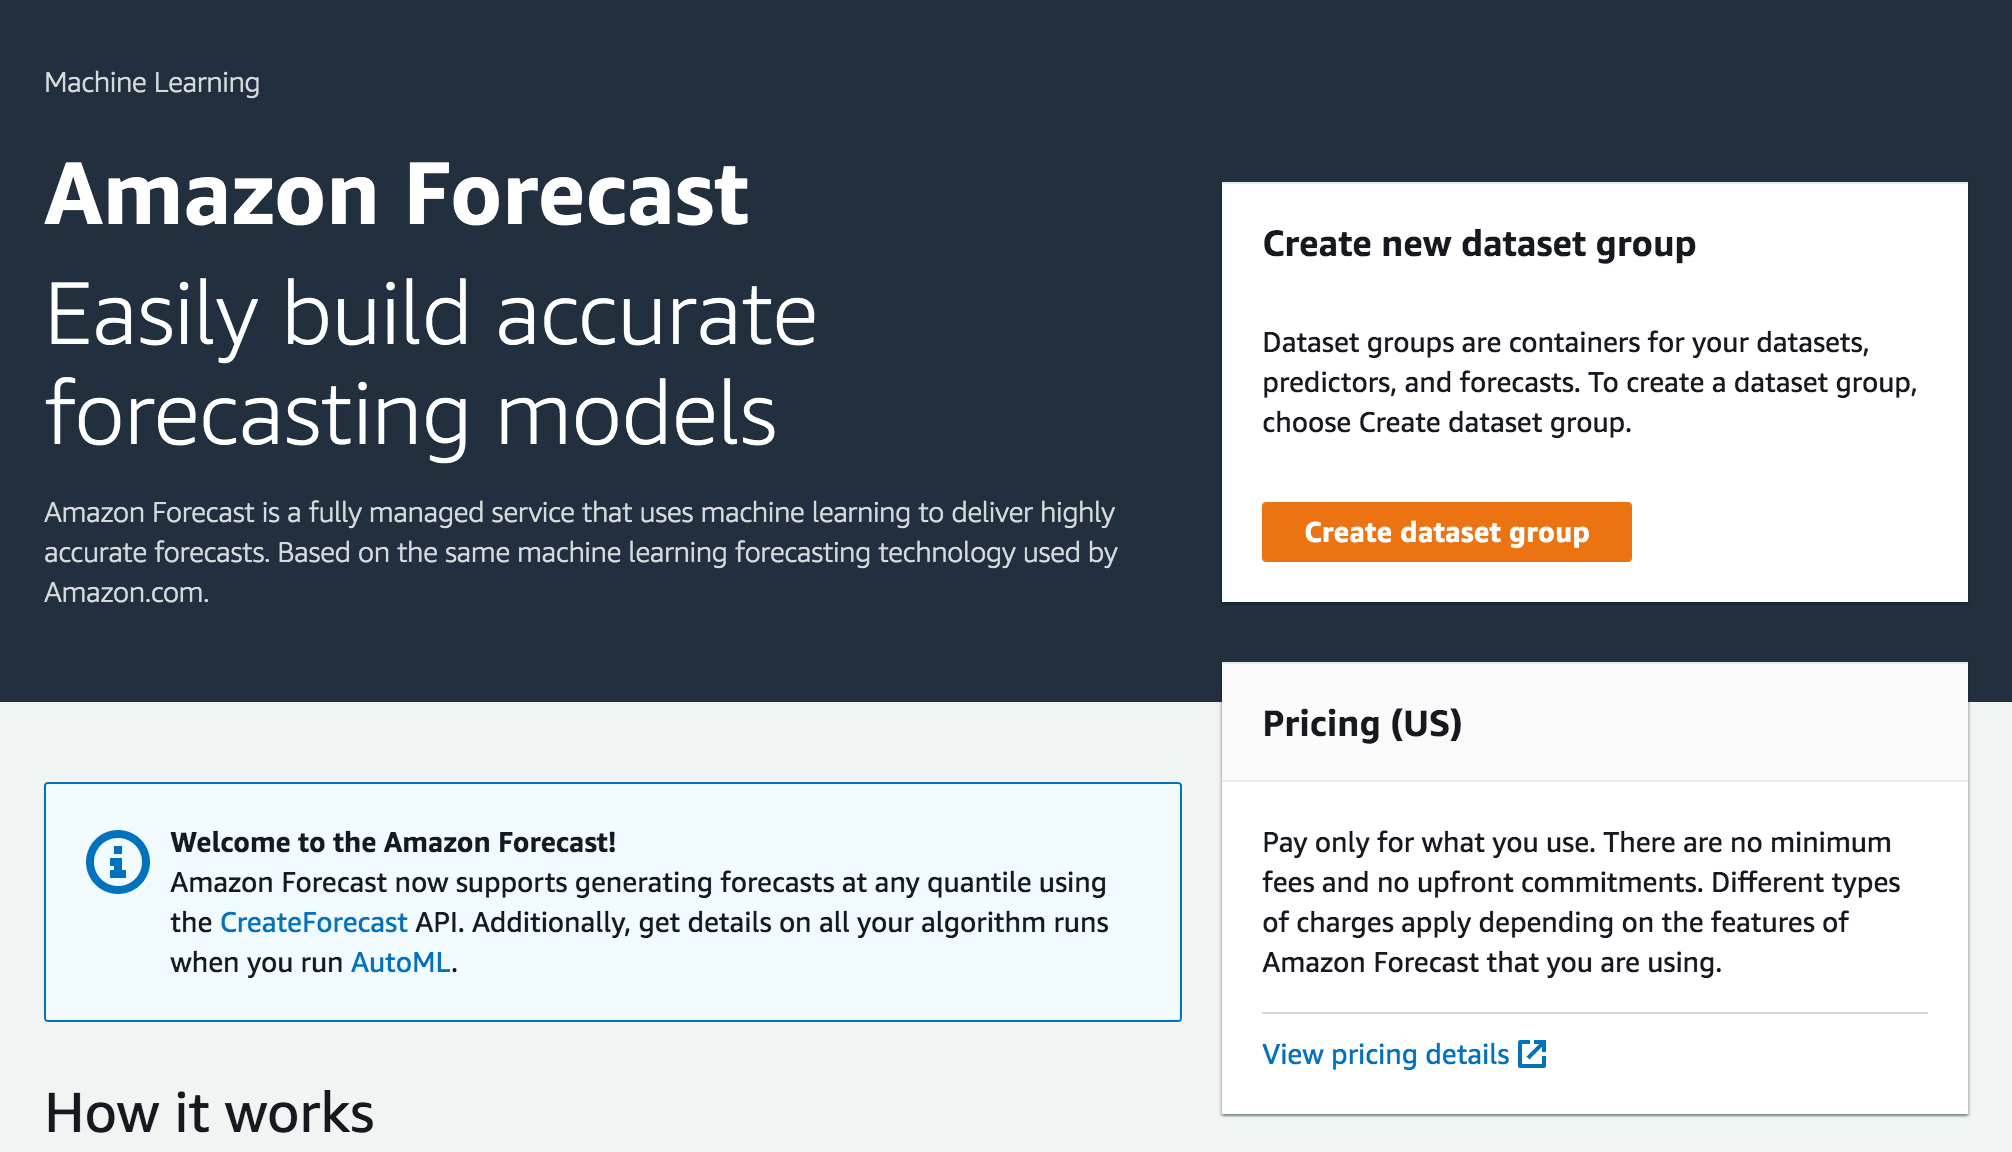 Machine Learning
Amazon Forecast
Easily build accurate
forecasting models
Amazon Forecast is a fully managed service that uses machine learning to deliver highly
accurate forecasts. Based on the same machine learning forecasting technology used by
Amazon.com.
Create new dataset group
Dataset groups are containers for your datasets,
predictors, and forecasts. To create a dataset group,
choose Create dataset group.
Create dataset group
Welcome to the Amazon Forecast!
Amazon Forecast now supports generating forecasts at any quantile using
the CreateForecast API. Additionally, get details on all your algorithm runs
when you run AutoML.
How it works
Pricing (US)
Pay only for what you use. There are no minimum
fees and no upfront commitments. Different types
of charges apply depending on the features of
Amazon Forecast that you are using.
View pricing details